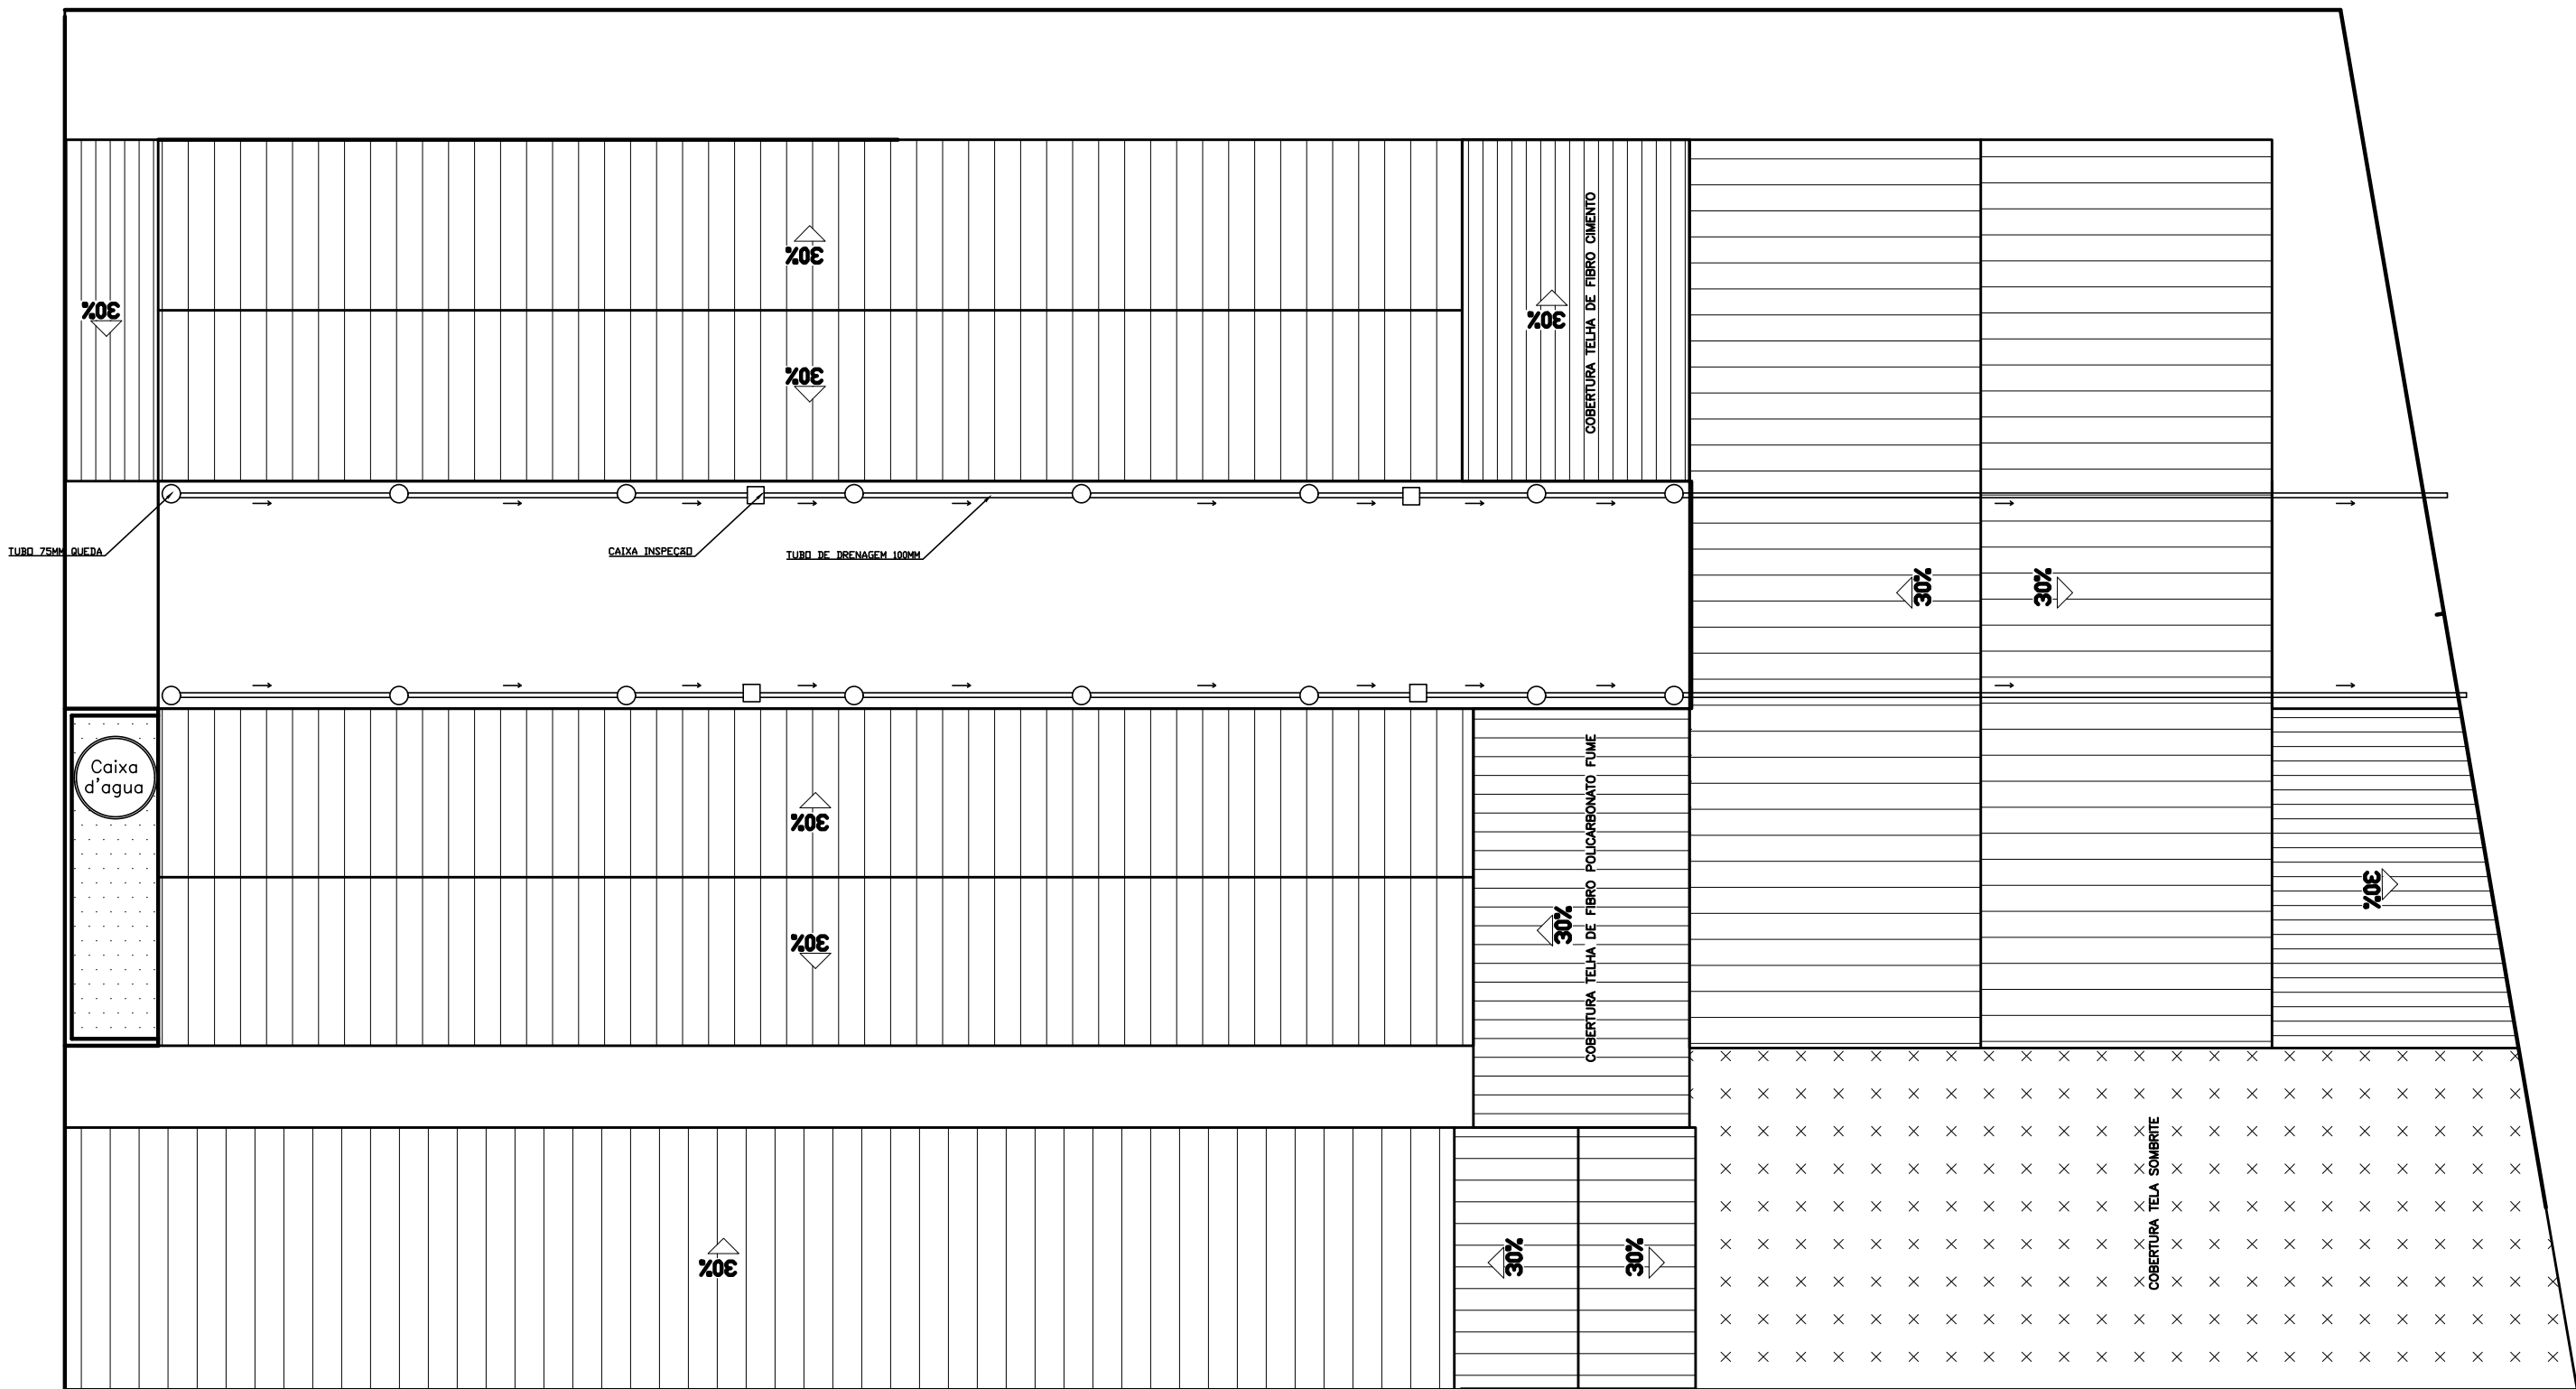 30%
COBERTURA TELHA DE FIBRO CIMENTO
30%
30%
30%
TUBO 75MM QUEDA
CAIXA INSPEÇÃO
TUBO DE DRENAGEM 100MM
30%
30%
Caixa
d'agua
30%
COBERTURA TELHA DE FIBRO POLICARBONATO FUME
30%
30%
30%
COBERTURA TELA SOMBRITE
30%
30%
30%